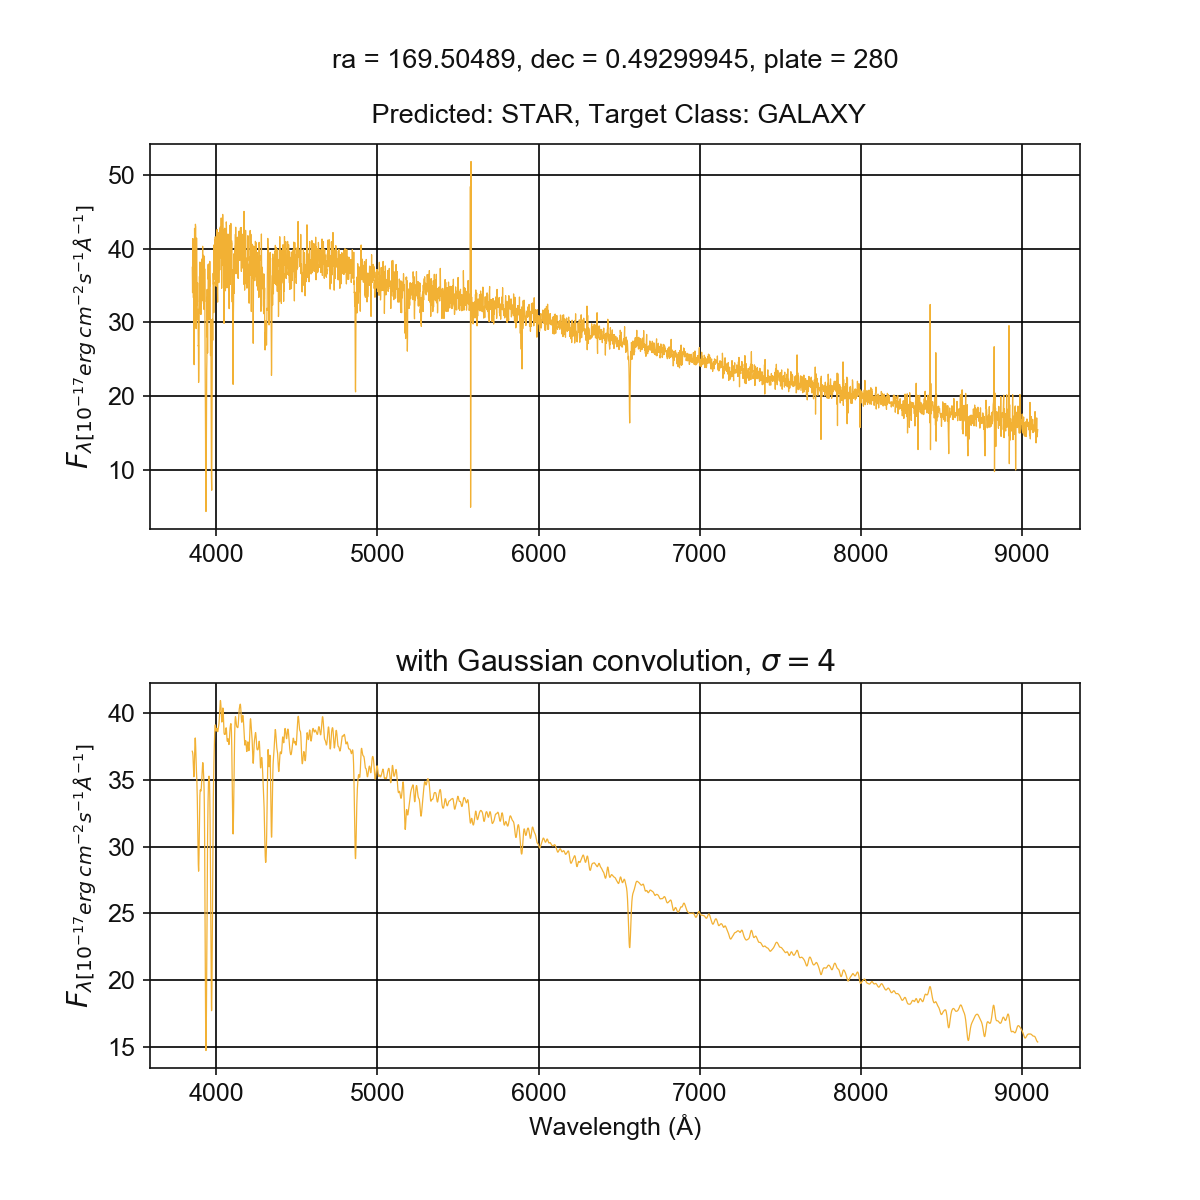 ra = 169.50489, dec = 0.49299945, plate = 280
Predicted: STAR, Target Class: GALAXY
F_λ[10⁻¹⁷ erg cm⁻² s⁻¹ Å⁻¹]
50
40
30
20
10
4000 5000 6000 7000 8000 9000
with Gaussian convolution, σ = 4
F_λ[10⁻¹⁷ erg cm⁻² s⁻¹ Å⁻¹]
40
35
30
25
20
15
4000 5000 6000 7000 8000 9000
Wavelength (Å)